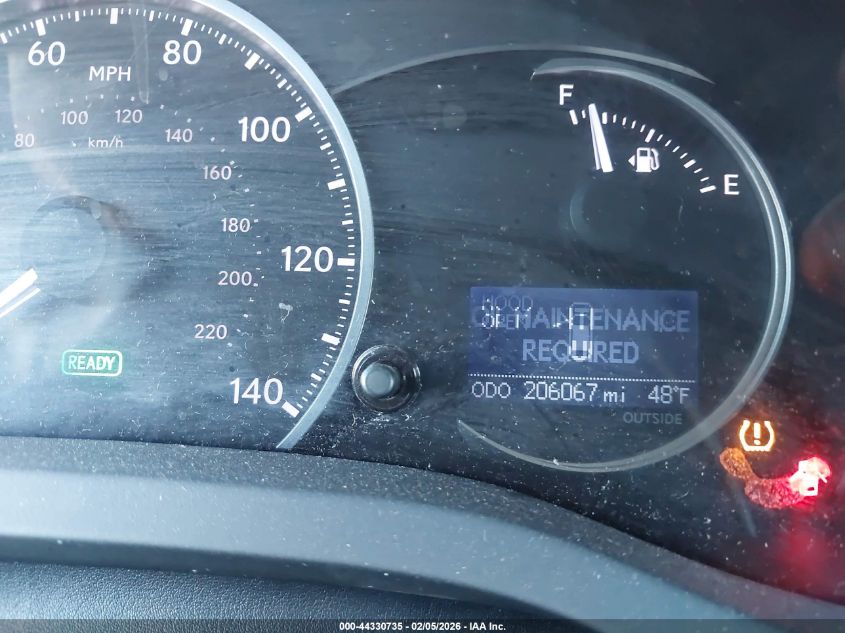 60
80
MPH
100
120
140
80
100
120
140
160
180
200
220
km/h
READY
F
E
HOOD
OPEN
OIL MAINTENANCE
REQUIRED
ODO 206067 mi 48°F
OUTSIDE
000-44330735 - 02/05/2026 - IAA Inc.